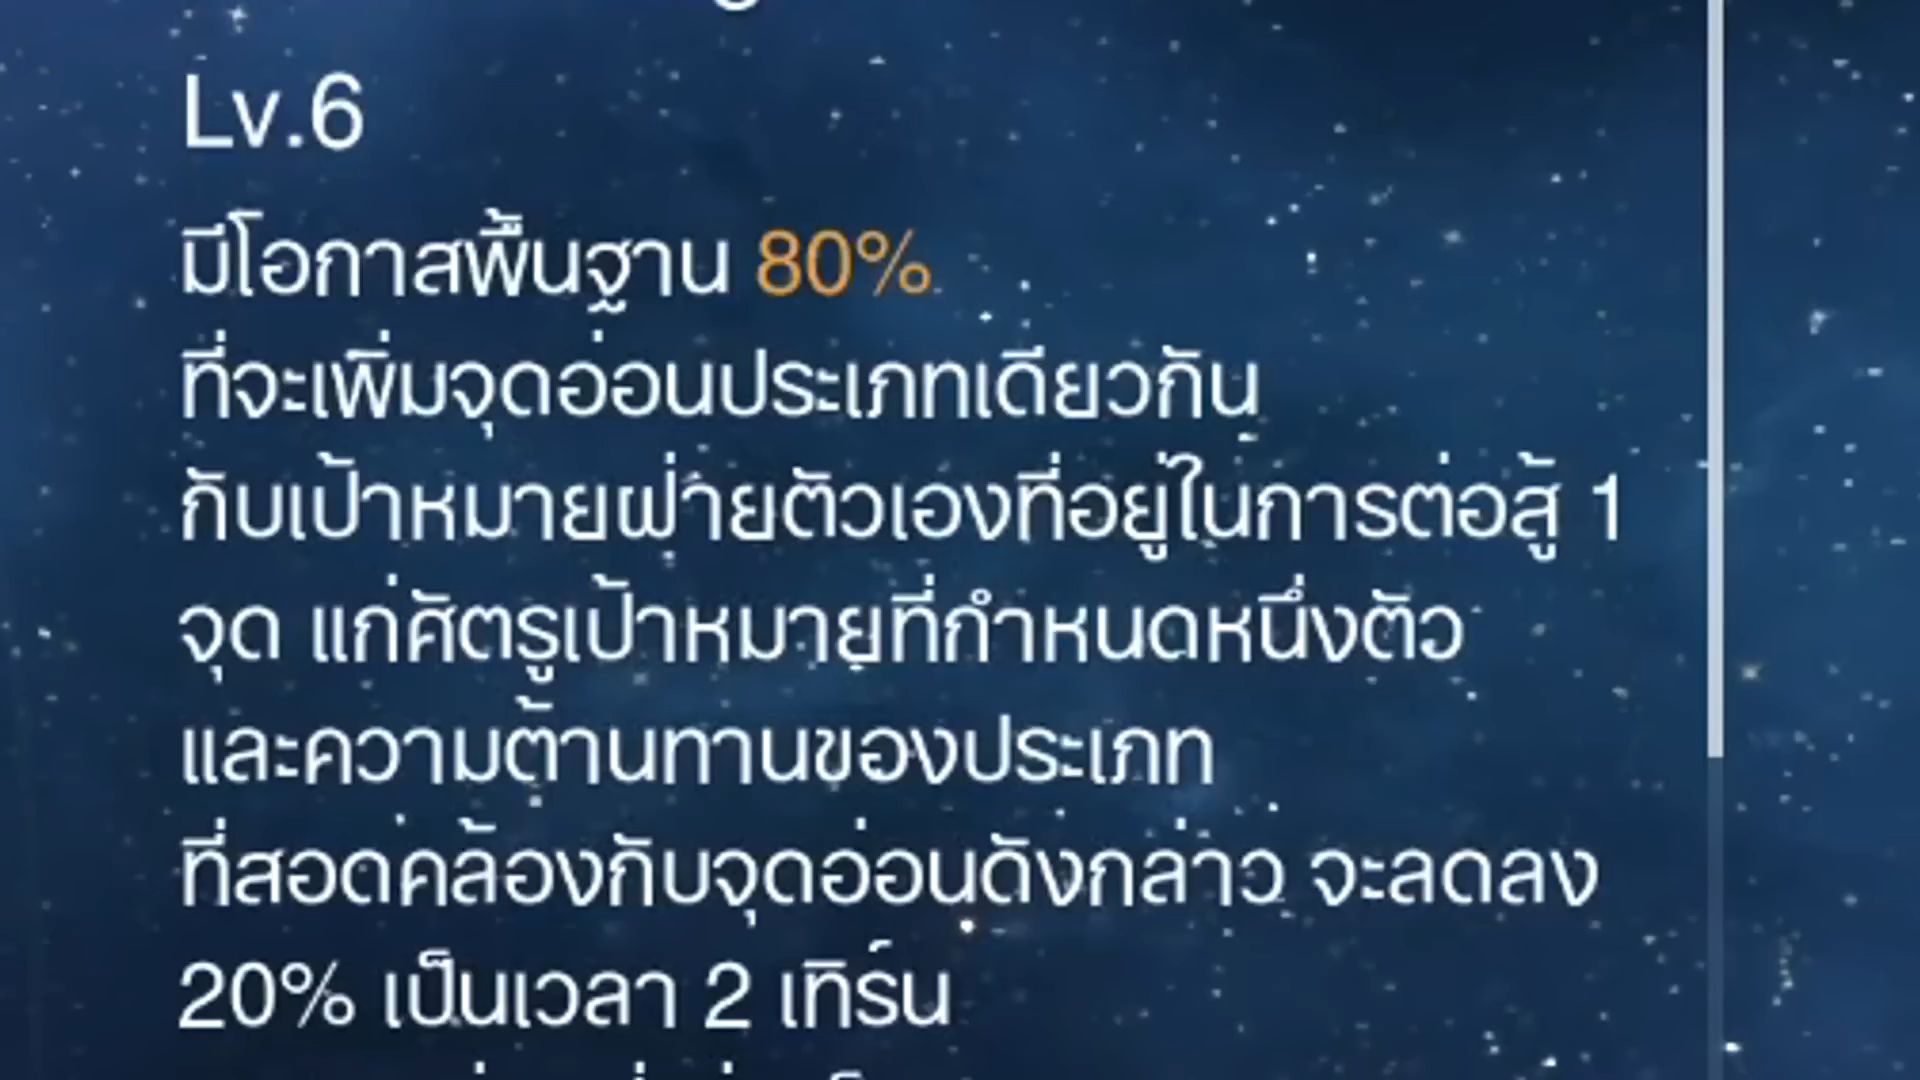 Lv.6
มีโอกาสพื้นฐาน 80%
ที่จะเพิ่มจุดอ่อนประเภทเดียวกัน
กับเป้าหมายฝ่ายตัวเองที่อยู่ในการต่อสู้ 1
จุด แก่ศัตรูเป้าหมายที่กำหนดหนึ่งตัว
และความต้านทานของประเภท
ที่สอดคล้องกับจุดอ่อนดังกล่าว จะลดลง
20% เป็นเวลา 2 เทิร์น